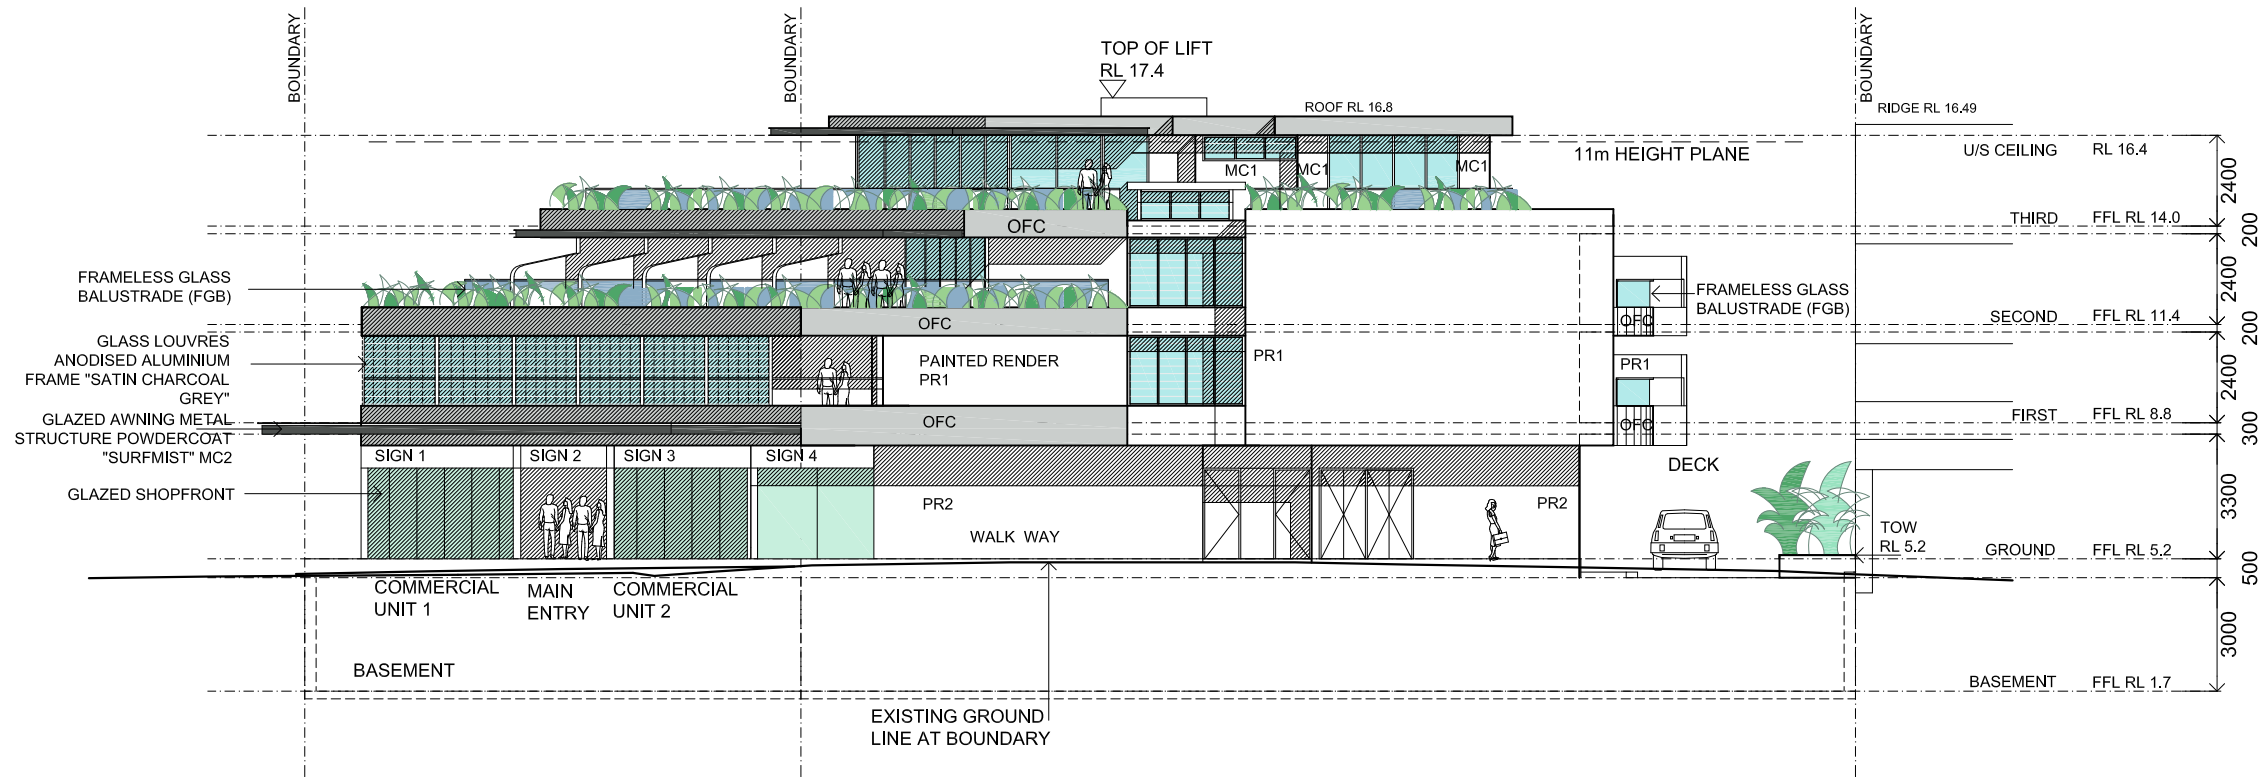 BOUNDARY
BOUNDARY
BOUNDARY
TOP OF LIFT
RL 17.4
ROOF RL 16.8
RIDGE RL 16.49
11m HEIGHT PLANE
U/S CEILING RL 16.4
MC1
MC1
MC1
2400
THIRD FFL RL 14.0
200
OFC
FRAMELESS GLASS
BALUSTRADE (FGB)
FRAMELESS GLASS
BALUSTRADE (FGB)
2400
OFC
OFC
SECOND FFL RL 11.4
200
GLASS LOUVRES
ANODISED ALUMINIUM
FRAME "SATIN CHARCOAL
GREY"
PAINTED RENDER
PR1
PR1
PR1
2400
GLAZED AWNING METAL
STRUCTURE POWDERCOAT
"SURFMIST" MC2
OFC
OFC
FIRST FFL RL 8.8
300
SIGN 1
SIGN 2
SIGN 3
SIGN 4
DECK
GLAZED SHOPFRONT
PR2
PR2
3300
WALK WAY
TOW
RL 5.2
GROUND FFL RL 5.2
500
COMMERCIAL
UNIT 1
MAIN
ENTRY
COMMERCIAL
UNIT 2
3000
BASEMENT
BASEMENT FFL RL 1.7
EXISTING GROUND
LINE AT BOUNDARY